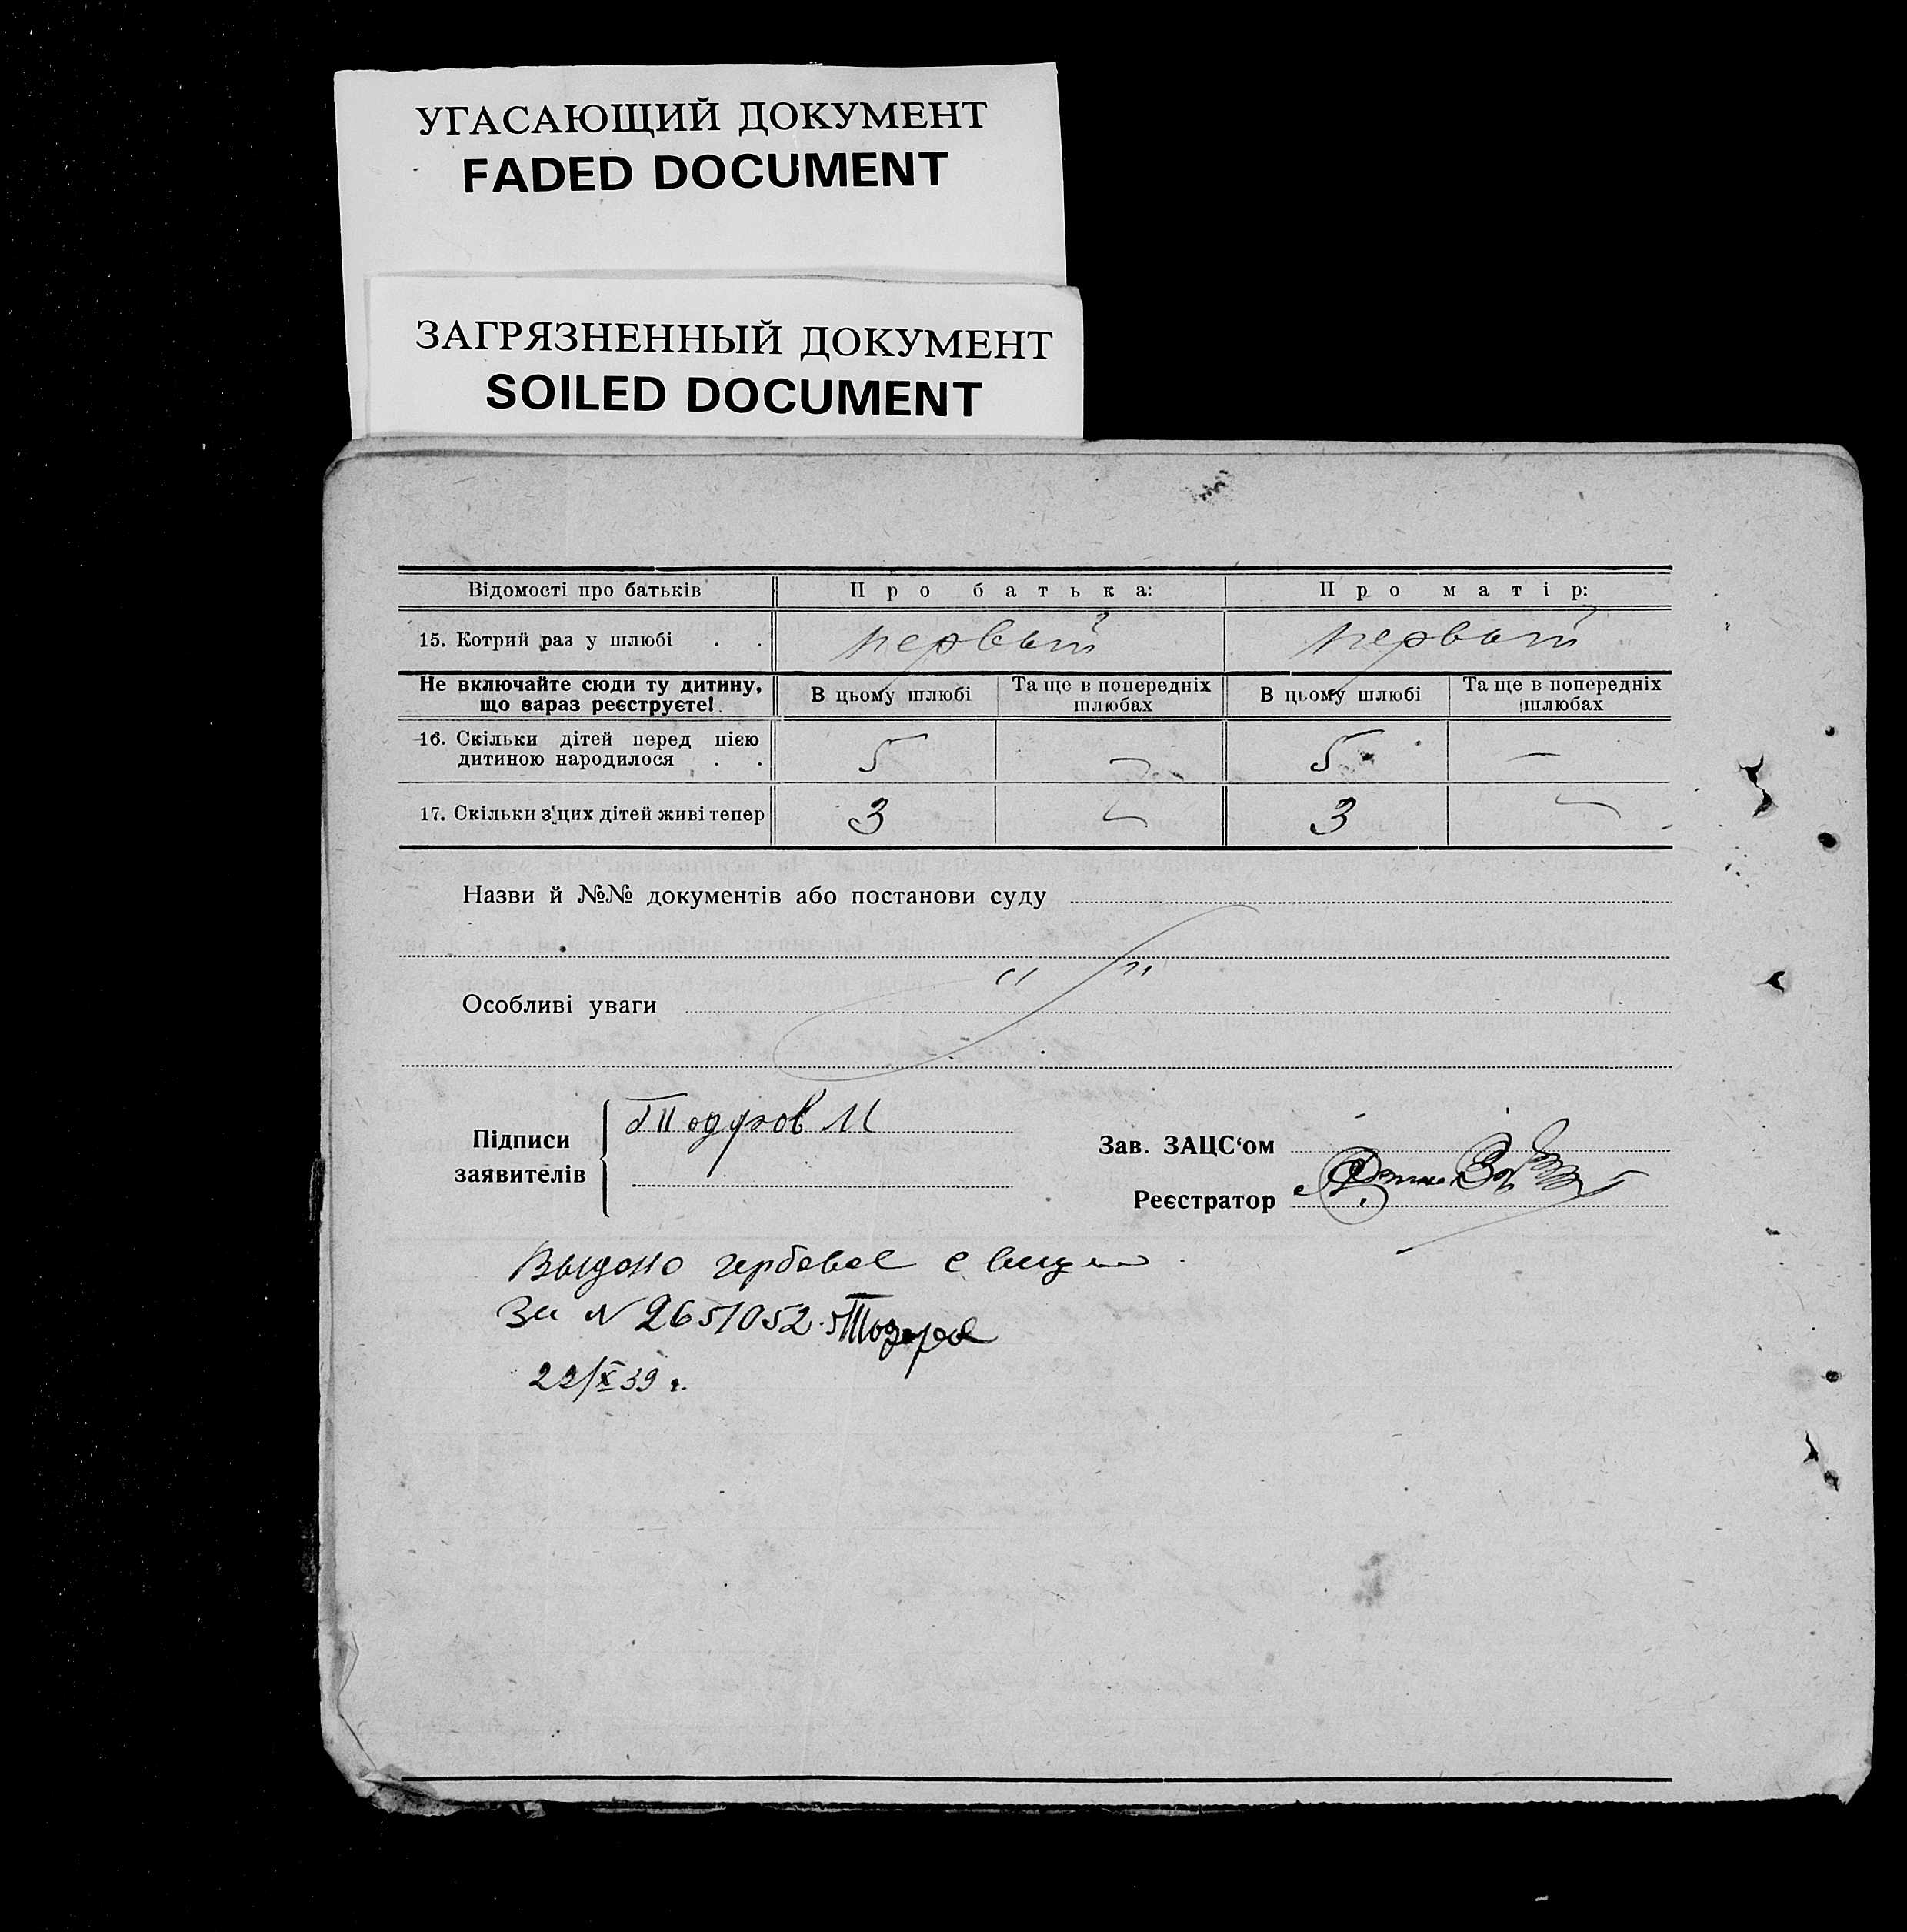 УГАСАЮЩИЙ ДОКУМЕНТ
FADED DOCUMENT
ЗАГРЯЗНЕННЫЙ ДОКУМЕНТ
SOILED DOCUMENT
Відомості про батьків Про батька: Про матір:
15. Котрий раз у шлюбі . . первый первый
Не включайте сюди ту дитину, що зараз реєструєте! В цьому шлюбі Та ще в попередніх шлюбах В цьому шлюбі Та ще в попередніх шлюбах
16. Скільки дітей перед цією дитиною народилося . . 5 — 5 —
17. Скільки з цих дітей живі тепер 3 — 3 —
Назви й №№ документів або постанови суду
" "
Особливі уваги
Підписи заявителів Тодуров М
Зав. ЗАЦС‘ом
Реєстратор
Выдано гербовое
За N 2651052
22/X 39 г.